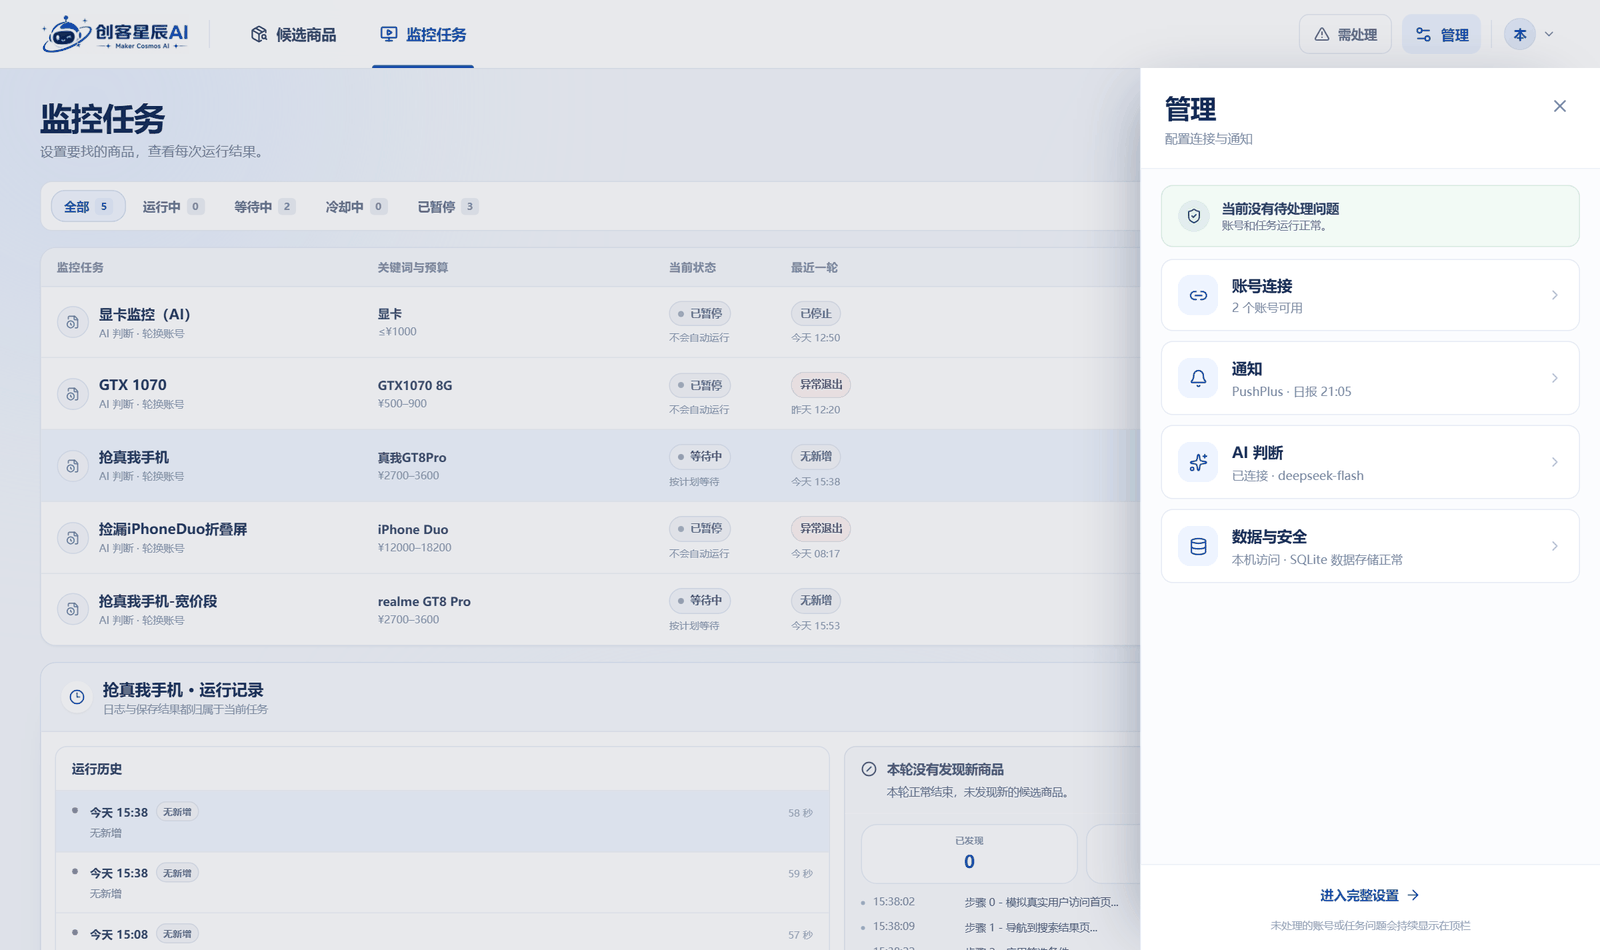 创客星辰AI
Maker Cosmos AI
候选商品
监控任务
需处理
管理
本
监控任务
设置要找的商品，查看每次运行结果。
全部 5
运行中 0
等待中 2
冷却中 0
已暂停 3
监控任务
关键词与预算
当前状态
最近一轮
显卡监控（AI）
AI 判断 · 轮换账号
显卡
≤¥1000
已暂停
不会自动运行
已停止
今天 12:50
GTX 1070
AI 判断 · 轮换账号
GTX1070 8G
¥500–900
已暂停
不会自动运行
异常退出
昨天 12:20
抢真我手机
AI 判断 · 轮换账号
真我GT8Pro
¥2700–3600
等待中
按计划等待
无新增
今天 15:38
捡漏iPhoneDuo折叠屏
AI 判断 · 轮换账号
iPhone Duo
¥12000–18200
已暂停
不会自动运行
异常退出
今天 08:17
抢真我手机-宽价段
AI 判断 · 轮换账号
realme GT8 Pro
¥2700–3600
等待中
按计划等待
无新增
今天 15:53
抢真我手机 • 运行记录
日志与保存结果都归属于当前任务
运行历史
今天 15:38 无新增
无新增
58 秒
今天 15:38 无新增
无新增
59 秒
今天 15:08 无新增
57 秒
本轮没有发现新商品
本轮正常结束，未发现新的候选商品。
已发现
0
15:38:02 步骤 0 - 模拟真实用户访问首页...
15:38:09 步骤 1 - 导航到搜索结果页...
管理
配置连接与通知
当前没有待处理问题
账号和任务运行正常。
账号连接
2 个账号可用
通知
PushPlus · 日报 21:05
AI 判断
已连接 · deepseek-flash
数据与安全
本机访问 · SQLite 数据存储正常
进入完整设置 →
未处理的账号或任务问题会持续显示在顶栏